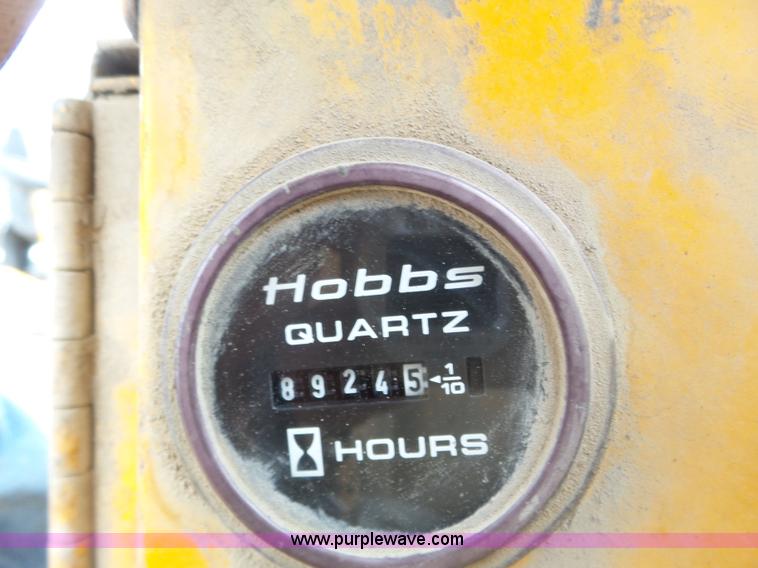 Hobbs
QUARTZ
89245 ◄1/10
HOURS
www.purplewave.com